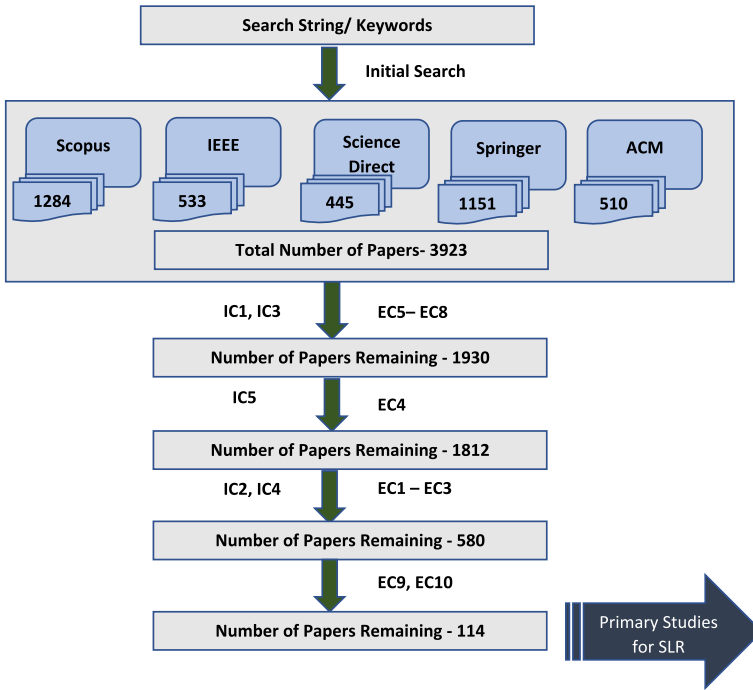 Search String/ Keywords
Initial Search
Scopus
IEEE
Science
Direct
Springer
ACM
1284
533
445
1151
510
Total Number of Papers- 3923
IC1, IC3
EC5– EC8
Number of Papers Remaining - 1930
IC5
EC4
Number of Papers Remaining - 1812
IC2, IC4
EC1 – EC3
Number of Papers Remaining - 580
EC9, EC10
Number of Papers Remaining - 114
Primary Studies
for SLR